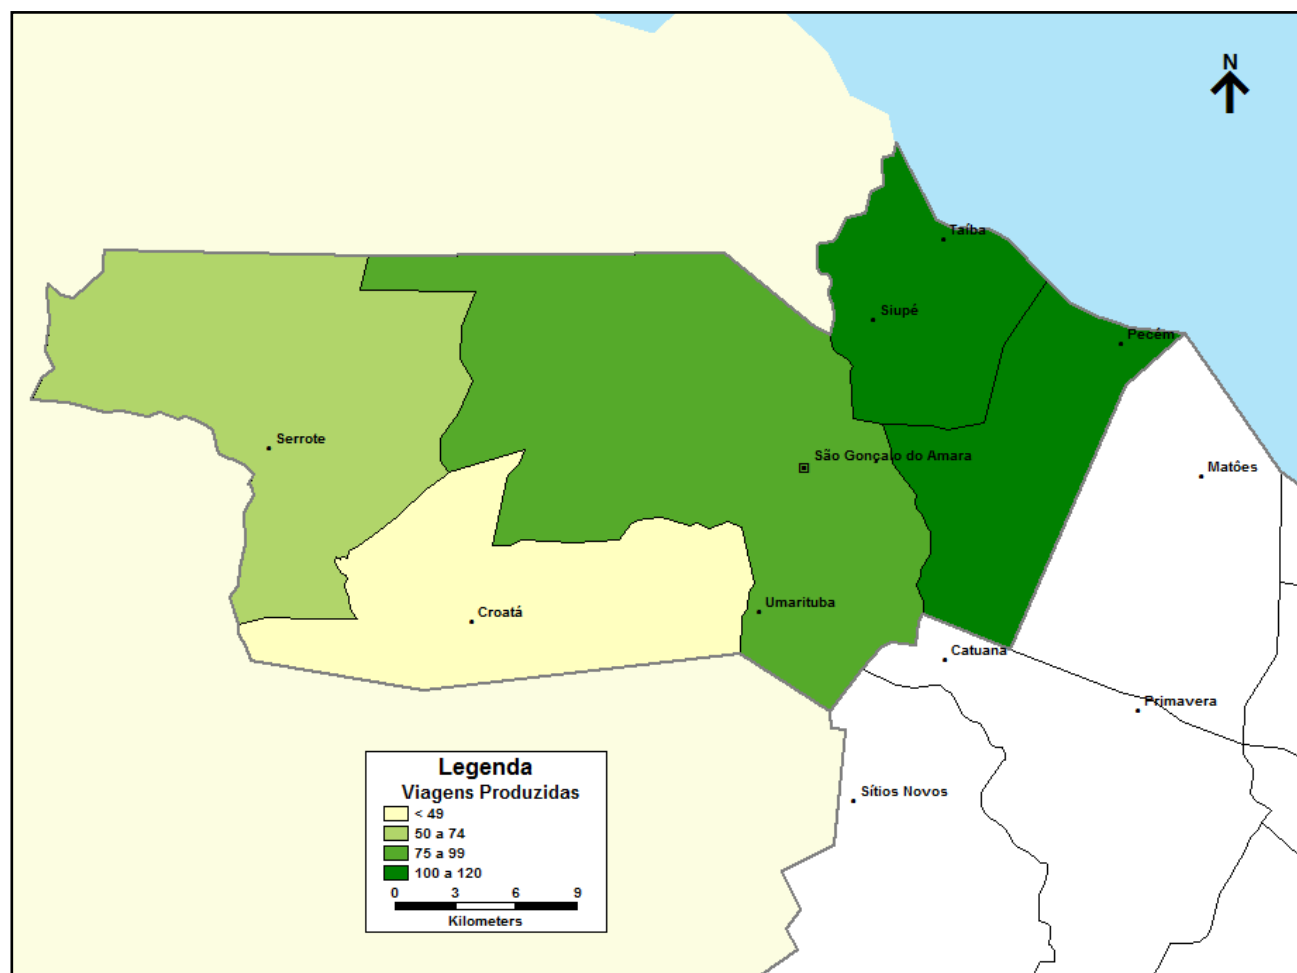 N
Taíba
Siupé
Pecém
Serrote
São Gonçalo do Amara
Matôes
Croatá
Umarituba
Catuana
Primavera
Sítios Novos
Legenda
Viagens Produzidas
< 49
50 a 74
75 a 99
100 a 120
0 3 6 9
Kilometers